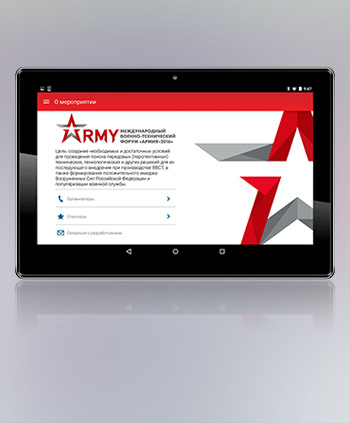 9:47
О мероприятии
ARMY
МЕЖДУНАРОДНЫЙ
ВОЕННО-ТЕХНИЧЕСКИЙ
ФОРУМ «АРМИЯ-2016»
Цель: создание необходимых и достаточных условий
для проведения поиска передовых (перспективных)
технических, технологических и других решений для их
последующего внедрения при производстве ВВСТ, а
также формирования положительного имиджа
Вооруженных Сил Российской Федерации и
популяризации военной службы.
Организаторы
Спонсоры
Связаться с разработчиком